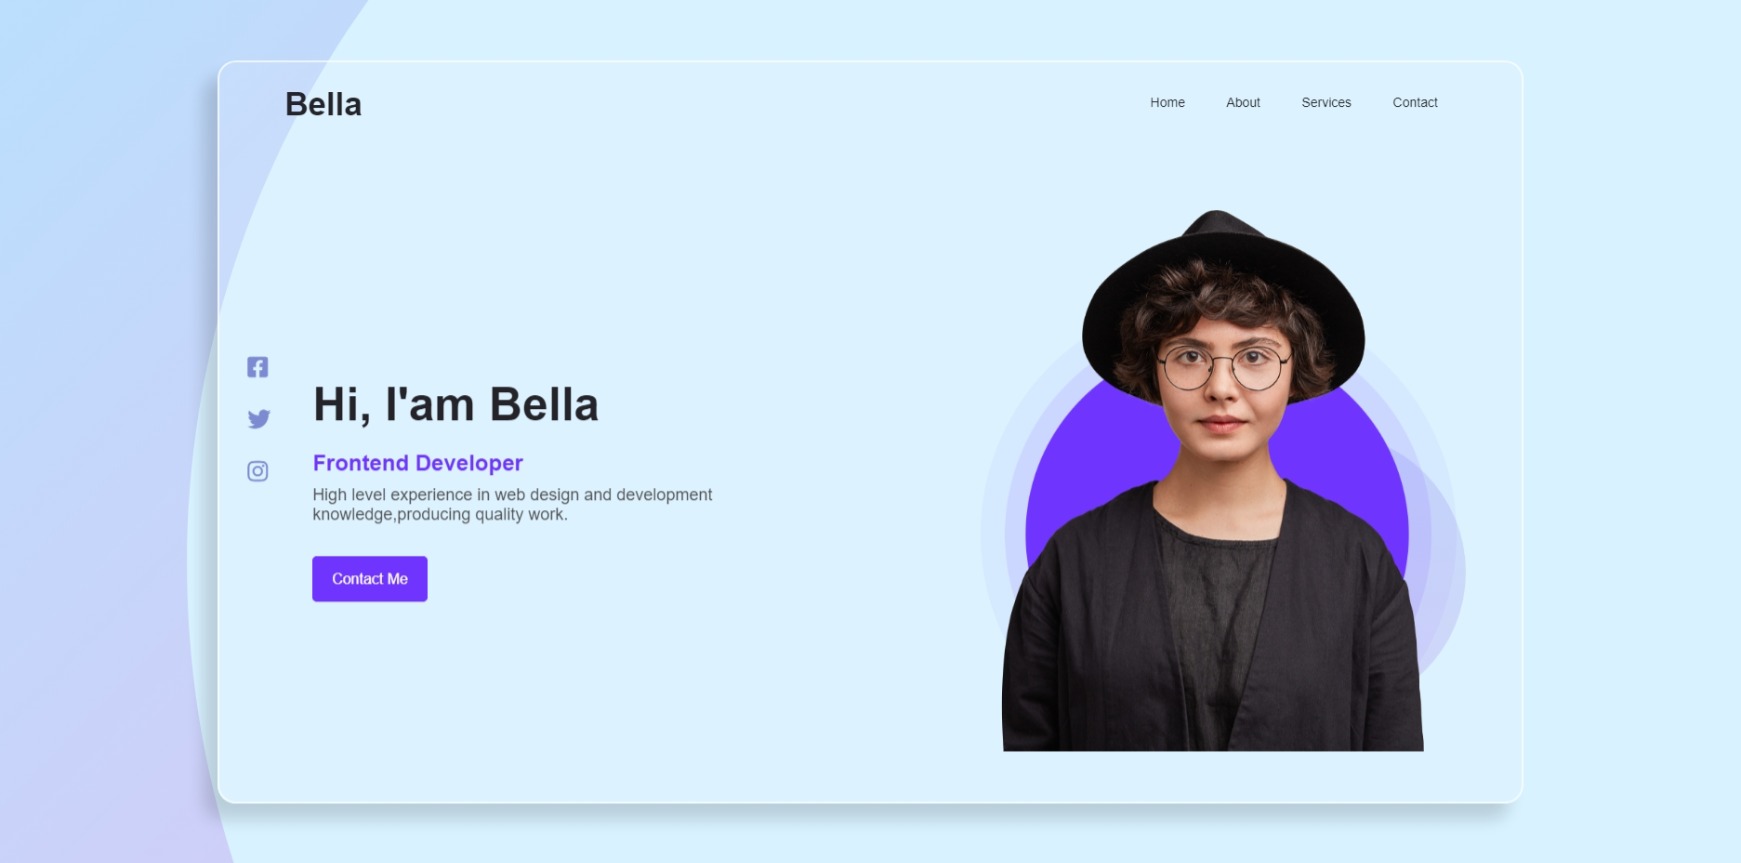 Bella
Home
About
Services
Contact
Hi, I'am Bella
Frontend Developer
High level experience in web design and development
knowledge,producing quality work.
Contact Me